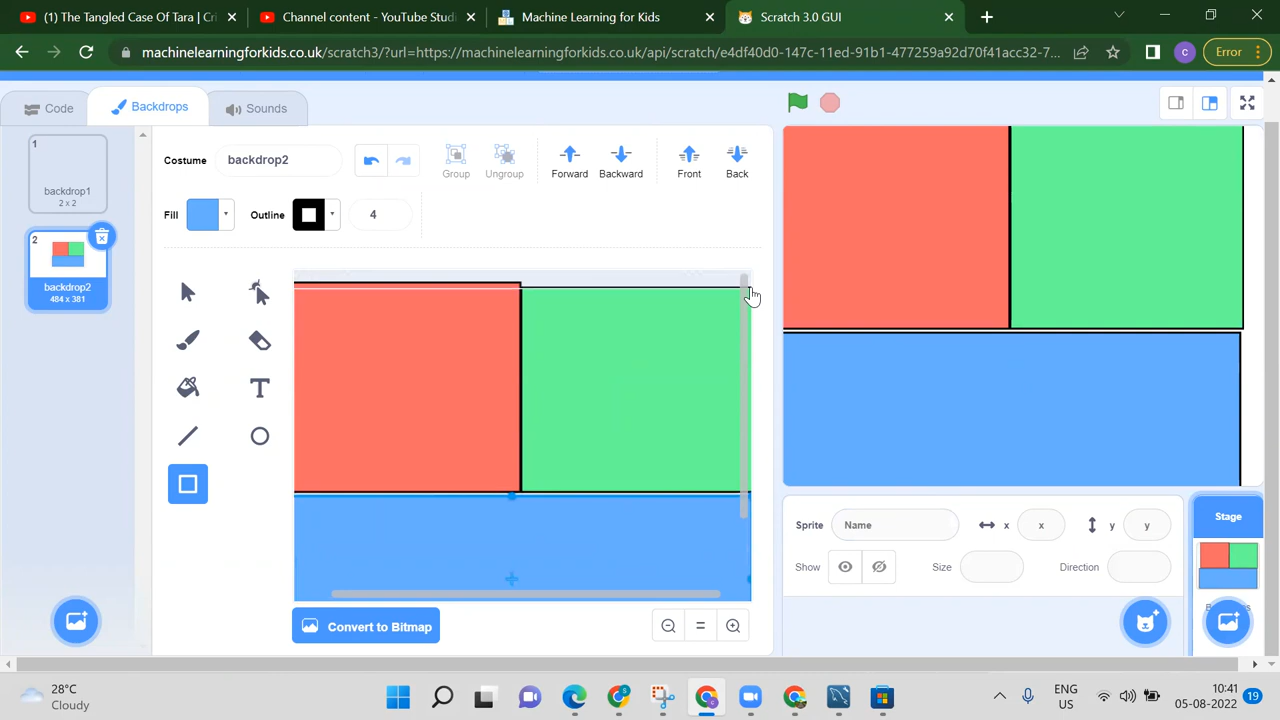 (1) The Tangled Case Of Tara | Cri
Channel content - YouTube Studi
Machine Learning for Kids
Scratch 3.0 GUI
machinelearningforkids.co.uk/scratch3/?url=https://machinelearningforkids.co.uk/api/scratch/e4df40d0-147c-11ed-91b1-477259a92d70f41acc32-7...
c
Error
Code
Backdrops
Sounds
1
backdrop1
2 x 2
2
backdrop2
484 x 381
Costume
backdrop2
Group
Ungroup
Forward
Backward
Front
Back
Fill
Outline
4
T
Convert to Bitmap
Sprite
Name
x
x
y
y
Show
Size
Direction
Stage
28°C
Cloudy
ENG
US
10:41
05-08-2022
19